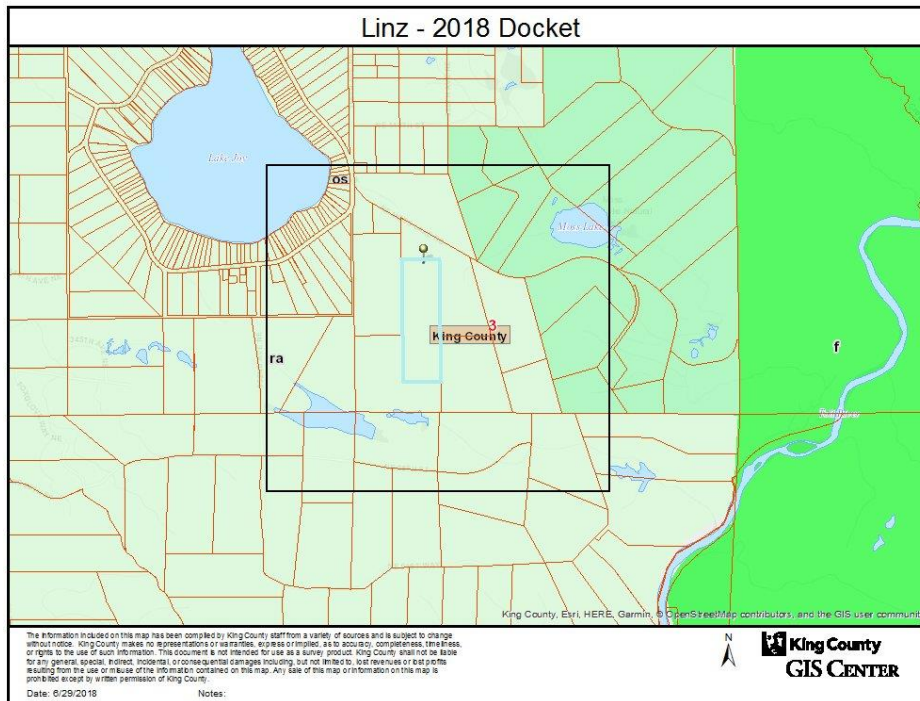 Linz - 2018 Docket
Lake Joy
os
Moss Lake
3
King County
ra
f
King County, Esri, HERE, Garmin, © OpenStreetMap contributors, and the GIS user communit
The information included on this map has been compiled by King County staff from a variety of sources and is subject to change
without notice. King County makes no representations or warranties, express or implied, as to accuracy, completeness, timeliness,
or rights to the use of such information. This document is not intended for use as a survey product. King County shall not be liable
for any general, special, indirect, incidental, or consequential damages including, but not limited to, lost revenues or lost profits
resulting from the use or misuse of the information contained on this map. Any sale of this map or information on this map is
prohibited except by written permission of King County.
Date: 6/29/2018 Notes:
N
King County
GIS CENTER